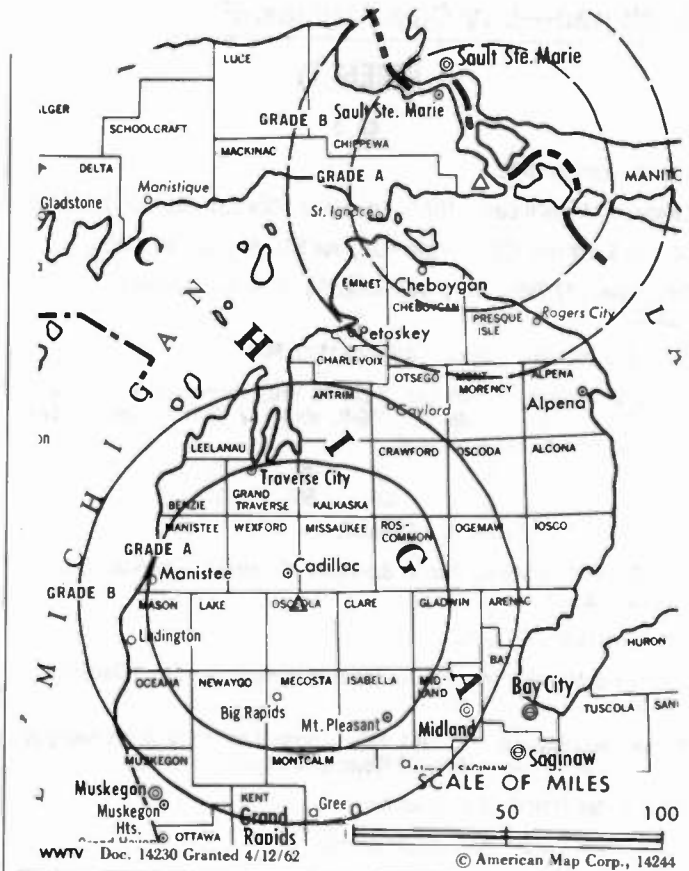 LUCE
Sault Ste. Marie
Sault Ste. Marie
SCHOOLCRAFT
GRADE B
CHIPPEWA
MACKINAC
DELTA
GRADE A
Manistique
Gladstone
St. Ignace
C
EMMET
Cheboygan
CHEBOYGAN
PRESQUE
ISLE
Rogers City
N
H
Petoskey
L
A
CHARLEVOIX
G
OTSEGO
MONT-
MORENCY
ALPENA
I
ANTRIM
Gaylord
Alpena
I
H
LEELANAU
CRAWFORD
OSCODA
ALCONA
Traverse City
C
BENZIE
GRAND
TRAVERSE
KALKASKA
I
MANISTEE
WEXFORD
MISSAUKEE
ROS-
COMMON
OGEMAW
IOSCO
GRADE A
G
Manistee
Cadillac
GRADE B
MASON
LAKE
OSCEOLA
CLARE
GLADWIN
ARENAC
Ludington
HURON
M
OCEANA
NEWAYGO
MECOSTA
ISABELLA
MID-
LAND
BAY
A
Bay City
Big Rapids
TUSCOLA
Mt. Pleasant
Midland
MUSKEGON
MONTCALM
Saginaw
SAGINAW
SCALE OF MILES
Muskegon
KENT
Muskegon
Hts.
Grand
Rapids
0
50
100
OTTAWA
WWTV Doc. 14230 Granted 4/12/62
© American Map Corp., 14244